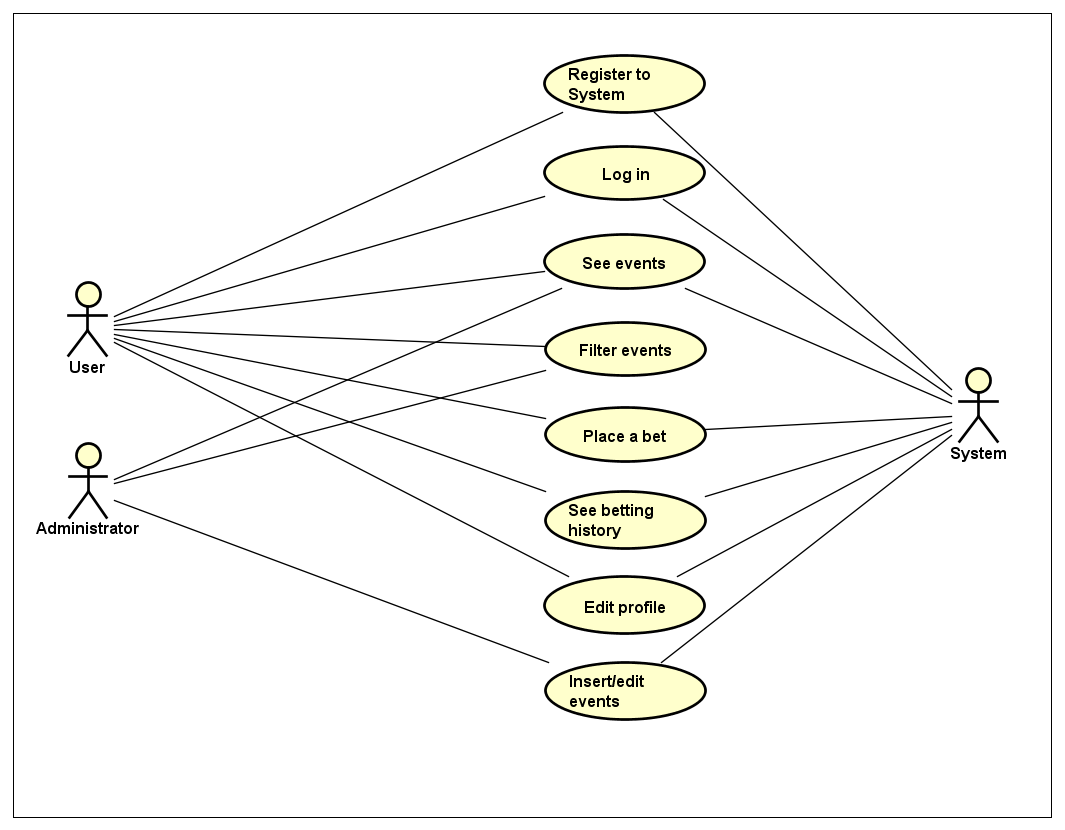 Register to
System
Log in
See events
Filter events
User
Place a bet
System
See betting
history
Administrator
Edit profile
Insert/edit
events